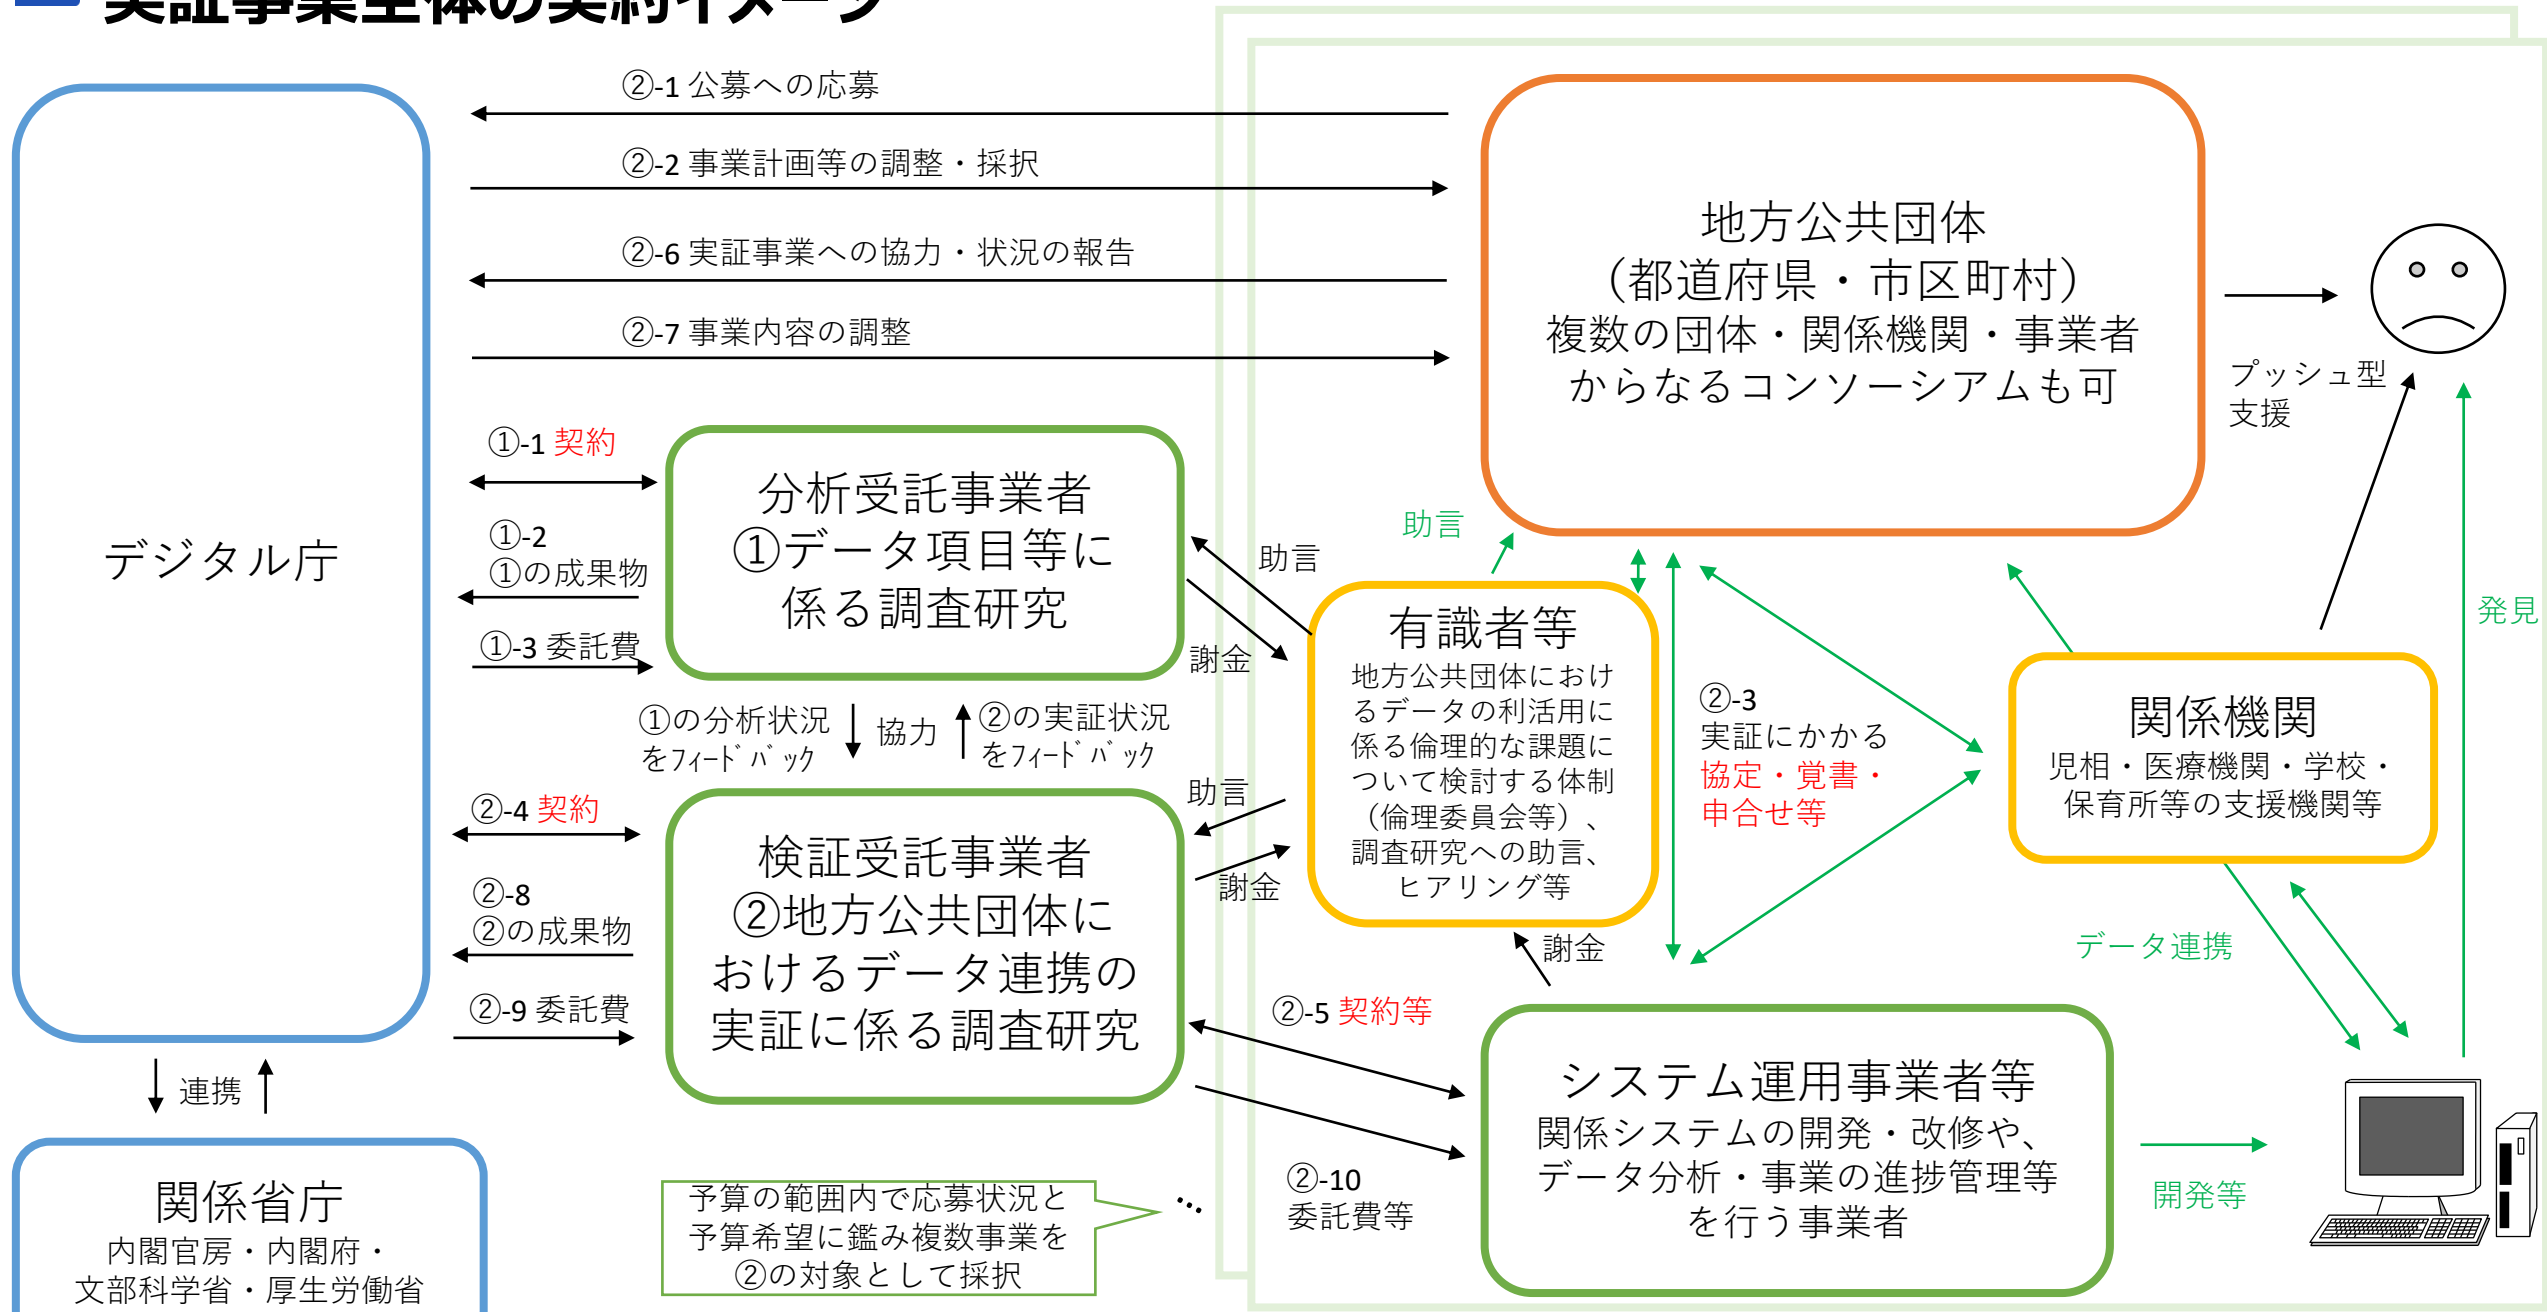 実証事業主体の契約イメージ
②-1 公募への応募
②-2 事業計画等の調整・採択
②-6 実証事業への協力・状況の報告
②-7 事業内容の調整
デジタル庁
①-1 契約
①-2
①の成果物
①-3 委託費
分析受託事業者
①データ項目等に
係る調査研究
①の分析状況
をﾌｨｰﾄﾞﾊﾞｯｸ
協力
②の実証状況
をﾌｨｰﾄﾞﾊﾞｯｸ
②-4 契約
②-8
②の成果物
②-9 委託費
検証受託事業者
②地方公共団体に
おけるデータ連携の
実証に係る調査研究
連携
関係省庁
内閣官房・内閣府・
文部科学省・厚生労働省
予算の範囲内で応募状況と
予算希望に鑑み複数事業を
②の対象として採択
…
地方公共団体
（都道府県・市区町村）
複数の団体・関係機関・事業者
からなるコンソーシアムも可
プッシュ型
支援
助言
助言
謝金
助言
謝金
有識者等
地方公共団体におけ
るデータの利活用に
係る倫理的な課題に
ついて検討する体制
（倫理委員会等）、
調査研究への助言、
ヒアリング等
謝金
②-3
実証にかかる
協定・覚書・
申合せ等
関係機関
児相・医療機関・学校・
保育所等の支援機関等
発見
データ連携
②-5 契約等
②-10
委託費等
システム運用事業者等
関係システムの開発・改修や、
データ分析・事業の進捗管理等
を行う事業者
開発等